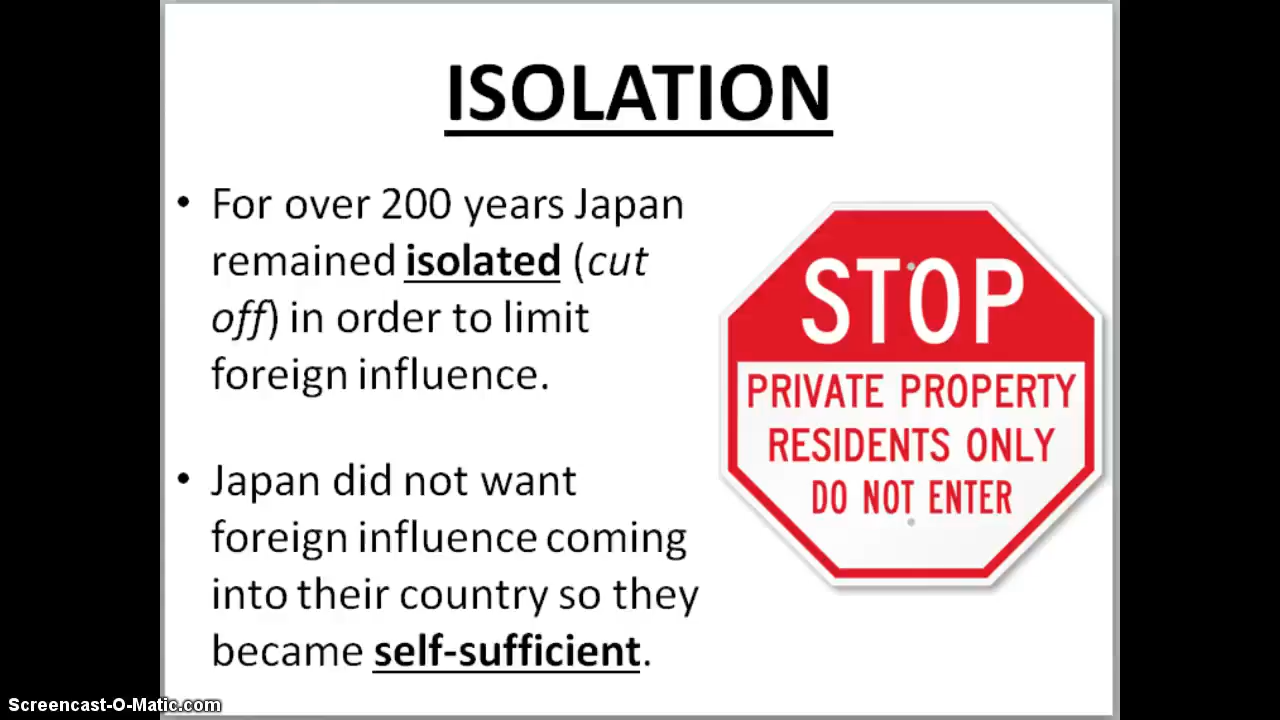 ISOLATION
• For over 200 years Japan
remained isolated (cut
off) in order to limit
foreign influence.
• Japan did not want
foreign influence coming
into their country so they
became self-sufficient.
STOP
PRIVATE PROPERTY
RESIDENTS ONLY
DO NOT ENTER
Screencast-O-Matic.com